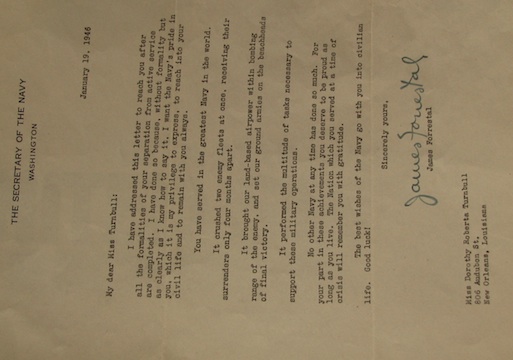 THE SECRETARY OF THE NAVY
WASHINGTON
January 19, 1946
My dear Miss Turnbull:
I have addressed this letter to reach you after
all the formalities of your separation from active service
are completed. I have done so because, without formality but
as clearly as I know how to say it, I want the Navy's pride in
you, which it is my privilege to express, to reach into your
civil life and to remain with you always.
You have served in the greatest Navy in the world.
It crushed two enemy fleets at once, receiving their
surrenders only four months apart.
It brought our land-based airpower within bombing
range of the enemy, and set our ground armies on the beachheads
of final victory.
It performed the multitude of tasks necessary to
support these military operations.
No other Navy at any time has done so much. For
your part in these achievements you deserve to be proud as
long as you live. The Nation which you served at a time of
crisis will remember you with gratitude.
The best wishes of the Navy go with you into civilian
life. Good luck!
Sincerely yours,
James Forrestal
James Forrestal
Miss Dorothy Roberta Turnbull
806 Audubon St.
New Orleans, Louisiana